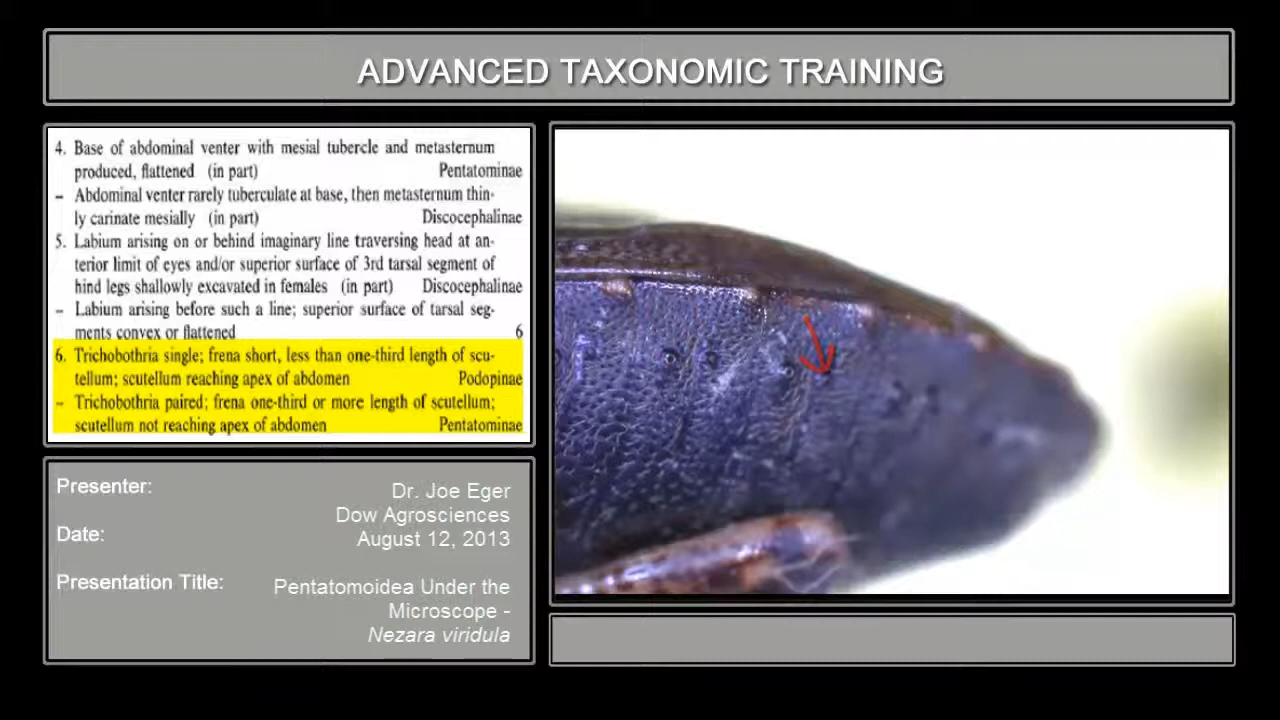 ADVANCED TAXONOMIC TRAINING
4. Base of abdominal venter with mesial tubercle and metasternum
produced, flattened (in part) Pentatominae
– Abdominal venter rarely tuberculate at base, then metasternum thin-
ly carinate mesially (in part) Discocephalinae
5. Labium arising on or behind imaginary line traversing head at an-
terior limit of eyes and/or superior surface of 3rd tarsal segment of
hind legs shallowly excavated in females (in part) Discocephalinae
– Labium arising before such a line; superior surface of tarsal seg-
ments convex or flattened 6
6. Trichobothria single; frena short, less than one-third length of scu-
tellum; scutellum reaching apex of abdomen Podopinae
– Trichobothria paired; frena one-third or more length of scutellum;
scutellum not reaching apex of abdomen Pentatominae
Presenter: Dr. Joe Eger
Dow Agrosciences
Date: August 12, 2013
Presentation Title: Pentatomoidea Under the
Microscope -
Nezara viridula